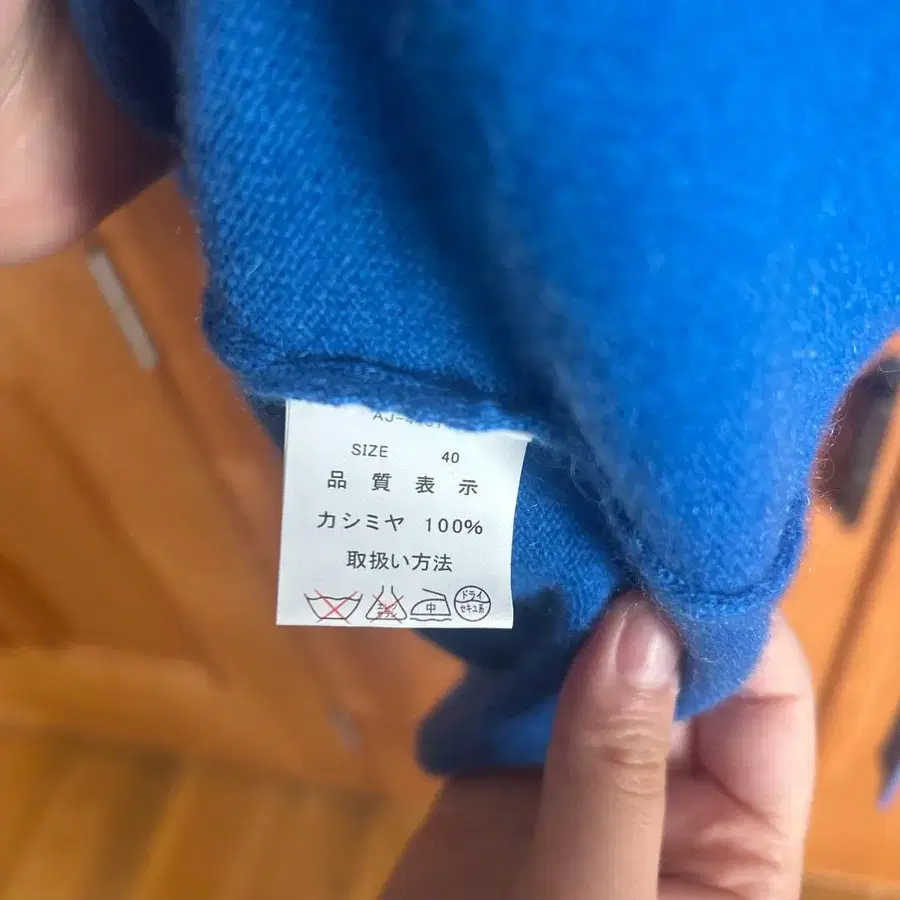 SIZE 40
品質表示
カシミヤ 100%
取扱い方法
中 ドライ
セキユ系